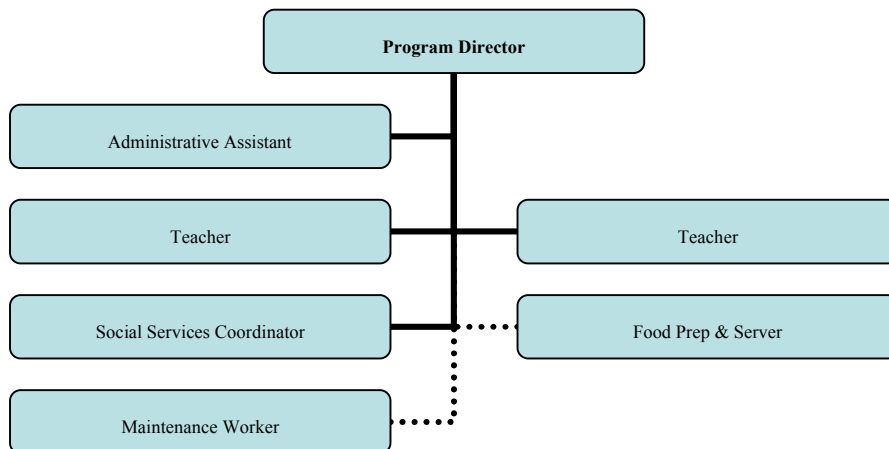 Program Director
Administrative Assistant
Teacher
Teacher
Social Services Coordinator
Food Prep & Server
Maintenance Worker